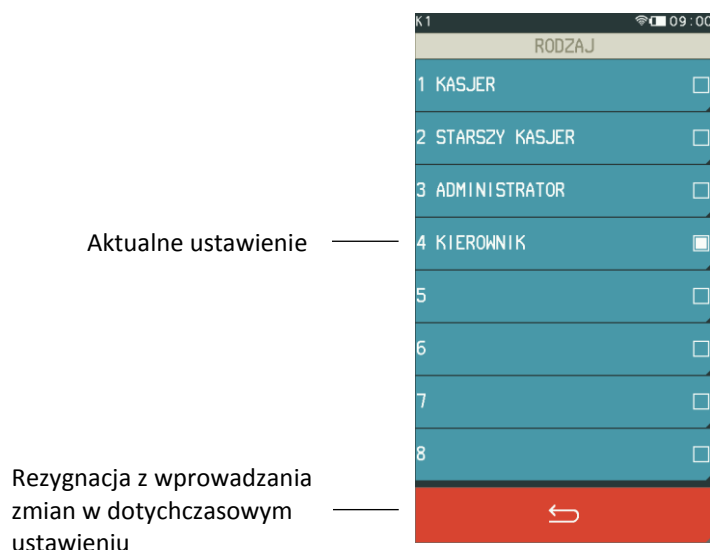 K1 09:00
RODZAJ
1 KASJER
2 STARSZY KASJER
3 ADMINISTRATOR
Aktualne ustawienie
4 KIEROWNIK
5
6
7
8
Rezygnacja z wprowadzania
zmian w dotychczasowym
ustawieniu